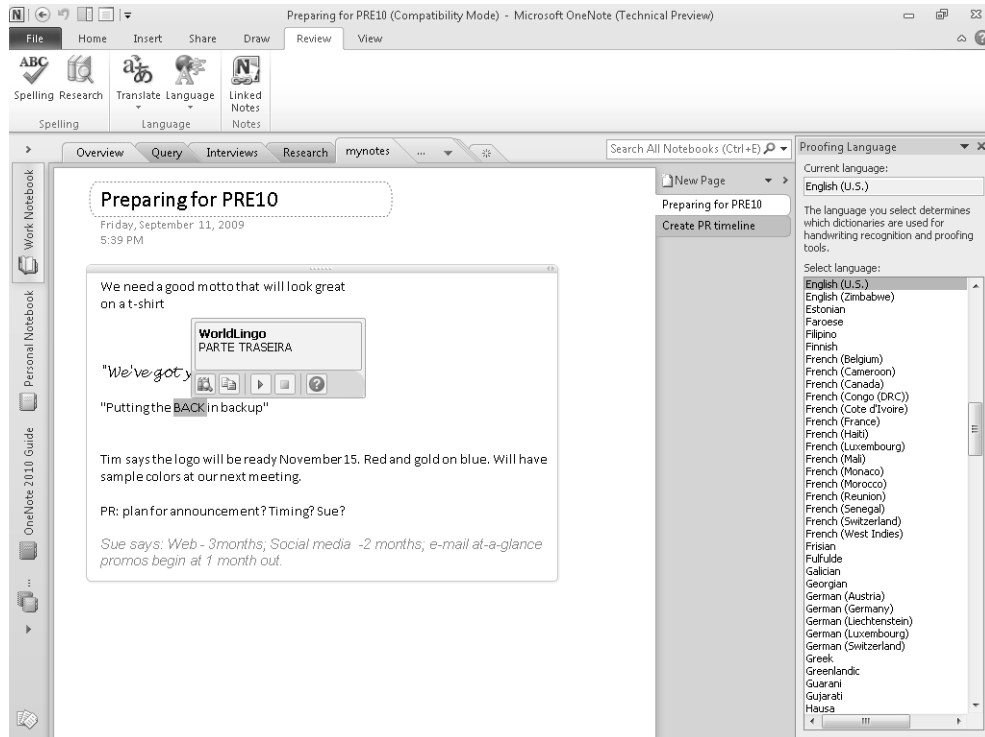 Preparing for PRE10 (Compatibility Mode) - Microsoft OneNote (Technical Preview)
File Home Insert Share Draw Review View
ABC
Spelling Research Translate Language Linked Notes
Spelling Language Notes
Overview Query Interviews Research mynotes ...
Search All Notebooks (Ctrl+E)
Work Notebook
Personal Notebook
OneNote 2010 Guide
...
Preparing for PRE10
Friday, September 11, 2009
5:39 PM
We need a good motto that will look great
on a t-shirt
WorldLingo
PARTE TRASEIRA
"We've got y
"Putting the BACK in backup"
Tim says the logo will be ready November 15. Red and gold on blue. Will have
sample colors at our next meeting.
PR: plan for announcement? Timing? Sue?
Sue says: Web - 3months; Social media -2 months; e-mail at-a-glance
promos begin at 1 month out.
New Page
Preparing for PRE10
Create PR timeline
Proofing Language
Current language:
English (U.S.)
The language you select determines
which dictionaries are used for
handwriting recognition and proofing
tools.
Select language:
English (U.S.)
English (Zimbabwe)
Estonian
Faroese
Filipino
Finnish
French (Belgium)
French (Cameroon)
French (Canada)
French (Congo (DRC))
French (Cote d'Ivoire)
French (France)
French (Haiti)
French (Luxembourg)
French (Mali)
French (Monaco)
French (Morocco)
French (Reunion)
French (Senegal)
French (Switzerland)
French (West Indies)
Frisian
Fulfulde
Galician
Georgian
German (Austria)
German (Germany)
German (Liechtenstein)
German (Luxembourg)
German (Switzerland)
Greek
Greenlandic
Guarani
Gujarati
Hausa